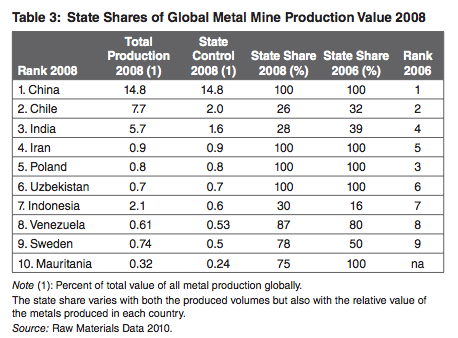 Table 3: State Shares of Global Metal Mine Production Value 2008
Rank 2008 Total Production 2008 (1) State Control 2008 (1) State Share 2008 (%) State Share 2006 (%) Rank 2006
1. China 14.8 14.8 100 100 1
2. Chile 7.7 2.0 26 32 2
3. India 5.7 1.6 28 39 4
4. Iran 0.9 0.9 100 100 5
5. Poland 0.8 0.8 100 100 3
6. Uzbekistan 0.7 0.7 100 100 6
7. Indonesia 2.1 0.6 30 16 7
8. Venezuela 0.61 0.53 87 80 8
9. Sweden 0.74 0.5 78 50 9
10. Mauritania 0.32 0.24 75 100 na
Note (1): Percent of total value of all metal production globally.
The state share varies with both the produced volumes but also with the relative value of
the metals produced in each country.
Source: Raw Materials Data 2010.